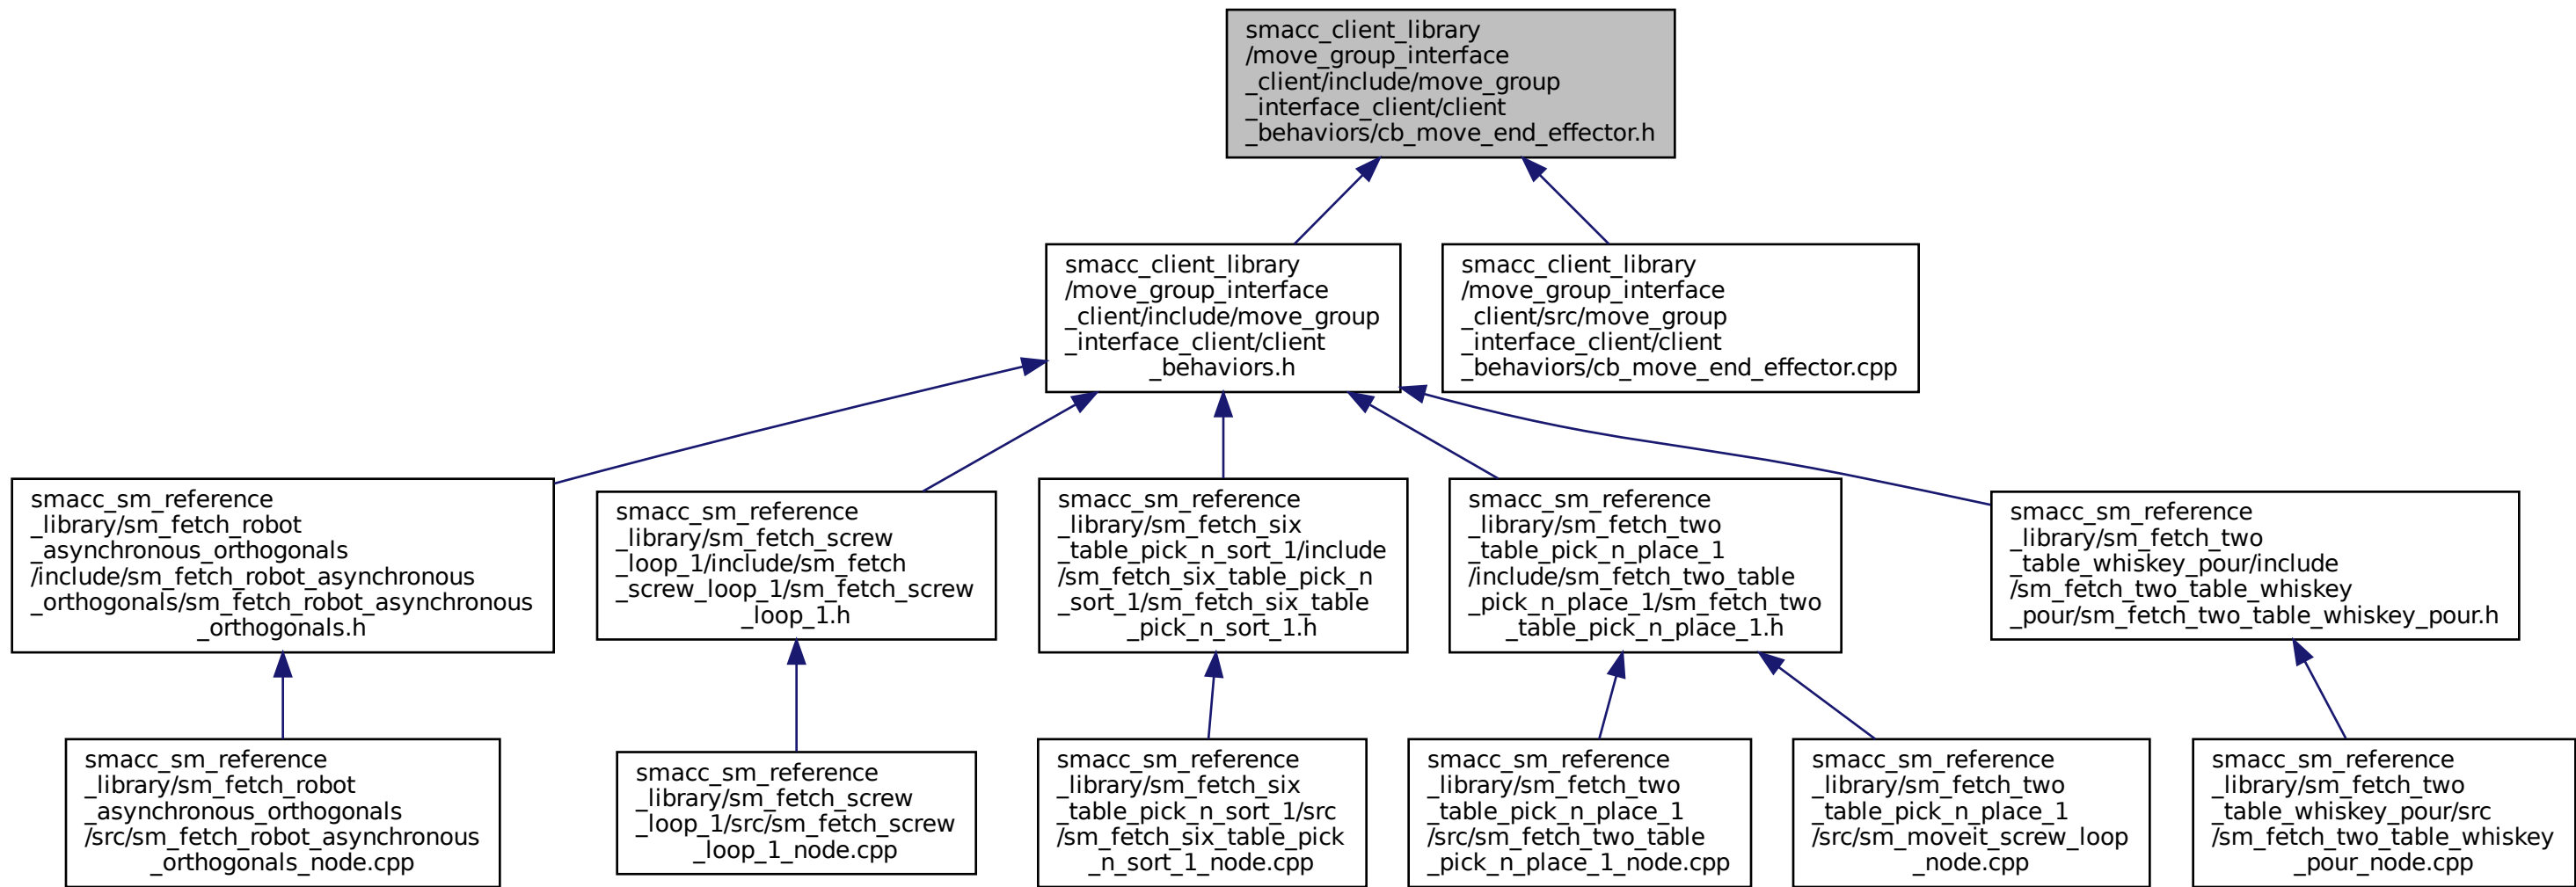 smacc_client_library
/move_group_interface
_client/include/move_group
_interface_client/client
_behaviors/cb_move_end_effector.h
smacc_client_library
/move_group_interface
_client/include/move_group
_interface_client/client
_behaviors.h
smacc_client_library
/move_group_interface
_client/src/move_group
_interface_client/client
_behaviors/cb_move_end_effector.cpp
smacc_sm_reference
_library/sm_fetch_robot
_asynchronous_orthogonals
/include/sm_fetch_robot_asynchronous
_orthogonals/sm_fetch_robot_asynchronous
_orthogonals.h
smacc_sm_reference
_library/sm_fetch_screw
_loop_1/include/sm_fetch
_screw_loop_1/sm_fetch_screw
_loop_1.h
smacc_sm_reference
_library/sm_fetch_six
_table_pick_n_sort_1/include
/sm_fetch_six_table_pick_n
_sort_1/sm_fetch_six_table
_pick_n_sort_1.h
smacc_sm_reference
_library/sm_fetch_two
_table_pick_n_place_1
/include/sm_fetch_two_table
_pick_n_place_1/sm_fetch_two
_table_pick_n_place_1.h
smacc_sm_reference
_library/sm_fetch_two
_table_whiskey_pour/include
/sm_fetch_two_table_whiskey
_pour/sm_fetch_two_table_whiskey_pour.h
smacc_sm_reference
_library/sm_fetch_robot
_asynchronous_orthogonals
/src/sm_fetch_robot_asynchronous
_orthogonals_node.cpp
smacc_sm_reference
_library/sm_fetch_screw
_loop_1/src/sm_fetch_screw
_loop_1_node.cpp
smacc_sm_reference
_library/sm_fetch_six
_table_pick_n_sort_1/src
/sm_fetch_six_table_pick
_n_sort_1_node.cpp
smacc_sm_reference
_library/sm_fetch_two
_table_pick_n_place_1
/src/sm_fetch_two_table
_pick_n_place_1_node.cpp
smacc_sm_reference
_library/sm_fetch_two
_table_pick_n_place_1
/src/sm_moveit_screw_loop
_node.cpp
smacc_sm_reference
_library/sm_fetch_two
_table_whiskey_pour/src
/sm_fetch_two_table_whiskey
_pour_node.cpp